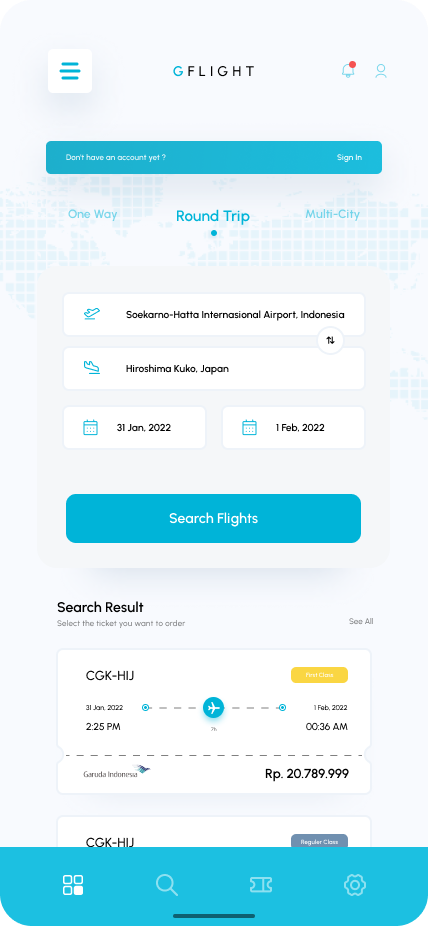 GFLIGHT
Don't have an account yet ?
Sign In
One Way
Round Trip
Multi-City
Soekarno-Hatta Internasional Airport, Indonesia
Hiroshima Kuko, Japan
31 Jan, 2022
1 Feb, 2022
Search Flights
Search Result
Select the ticket you want to order
See All
CGK-HIJ
First Class
31 Jan, 2022
1 Feb, 2022
2:25 PM
7h
00:36 AM
Garuda Indonesia
Rp. 20.789.999
CGK-HIJ
Reguler Class